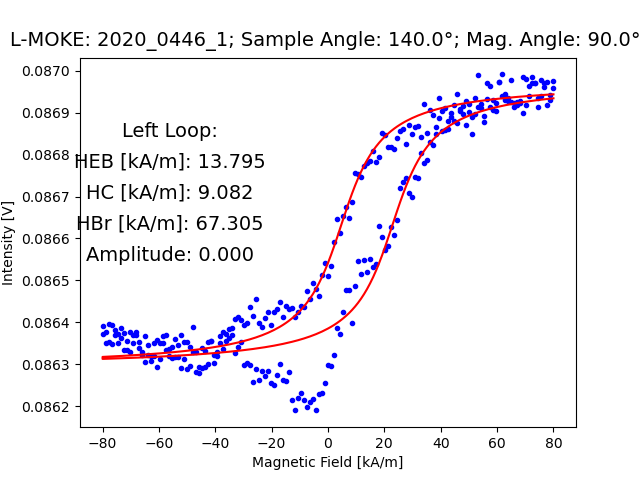 L-MOKE: 2020_0446_1; Sample Angle: 140.0°; Mag. Angle: 90.0°
0.0870
0.0869
0.0868
0.0867
0.0866
0.0865
0.0864
0.0863
0.0862
Intensity [V]
Left Loop:
HEB [kA/m]: 13.795
HC [kA/m]: 9.082
HBr [kA/m]: 67.305
Amplitude: 0.000
−80 −60 −40 −20 0 20 40 60 80
Magnetic Field [kA/m]